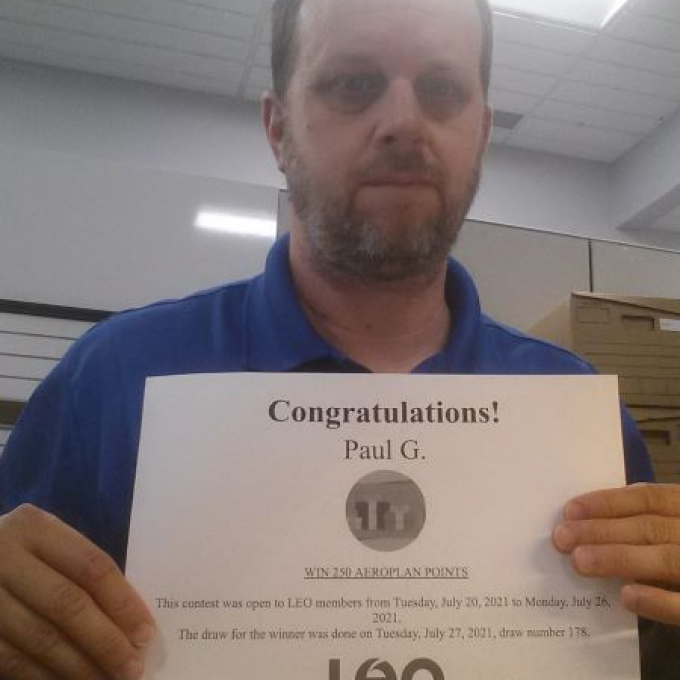 Congratulations!
Paul G.
WIN 250 AEROPLAN POINTS
This contest was open to LEO members from Tuesday, July 20, 2021 to Monday, July 26,
2021.
The draw for the winner was done on Tuesday, July 27, 2021, draw number 178.
LEO